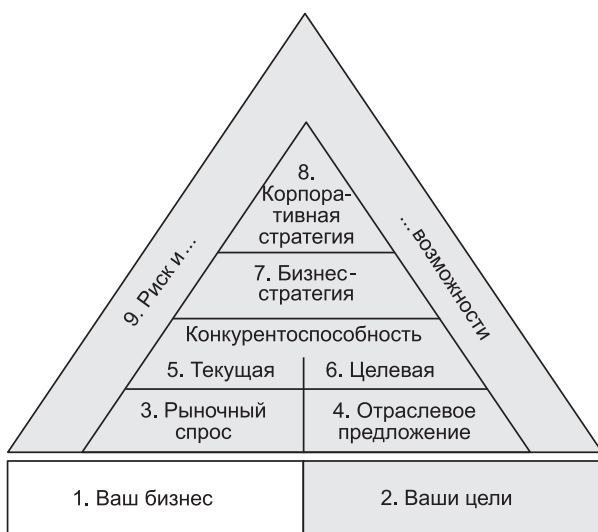 8.
Корпора-
тивная
стратегия
9. Риск и...
...возможности
7. Бизнес-
стратегия
Конкурентоспособность
5. Текущая
6. Целевая
3. Рыночный
спрос
4. Отраслевое
предложение
1. Ваш бизнес
2. Ваши цели